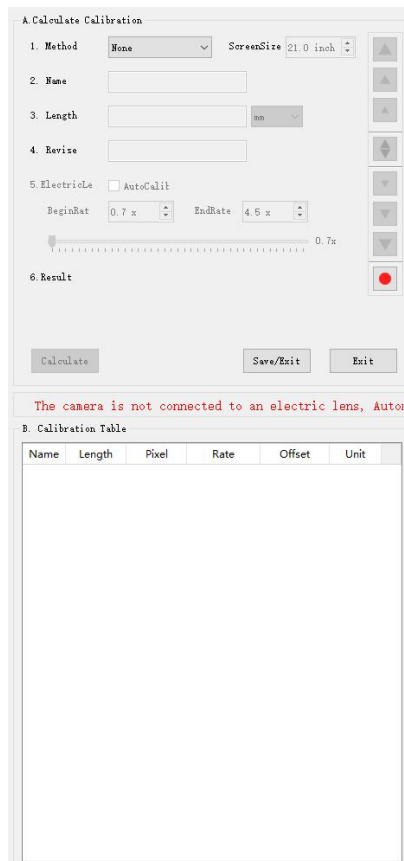 A.Calculate Calibration
1. Method None ScreenSize 21.0 inch
2. Name
3. Length mm
4. Revise
5.ElectricLe AutoCalib
BeginRat 0.7 x EndRate 4.5 x
0.7x
6.Result
Calculate Save/Exit Exit
The camera is not connected to an electric lens, Auto
B. Calibration Table
Name Length Pixel Rate Offset Unit